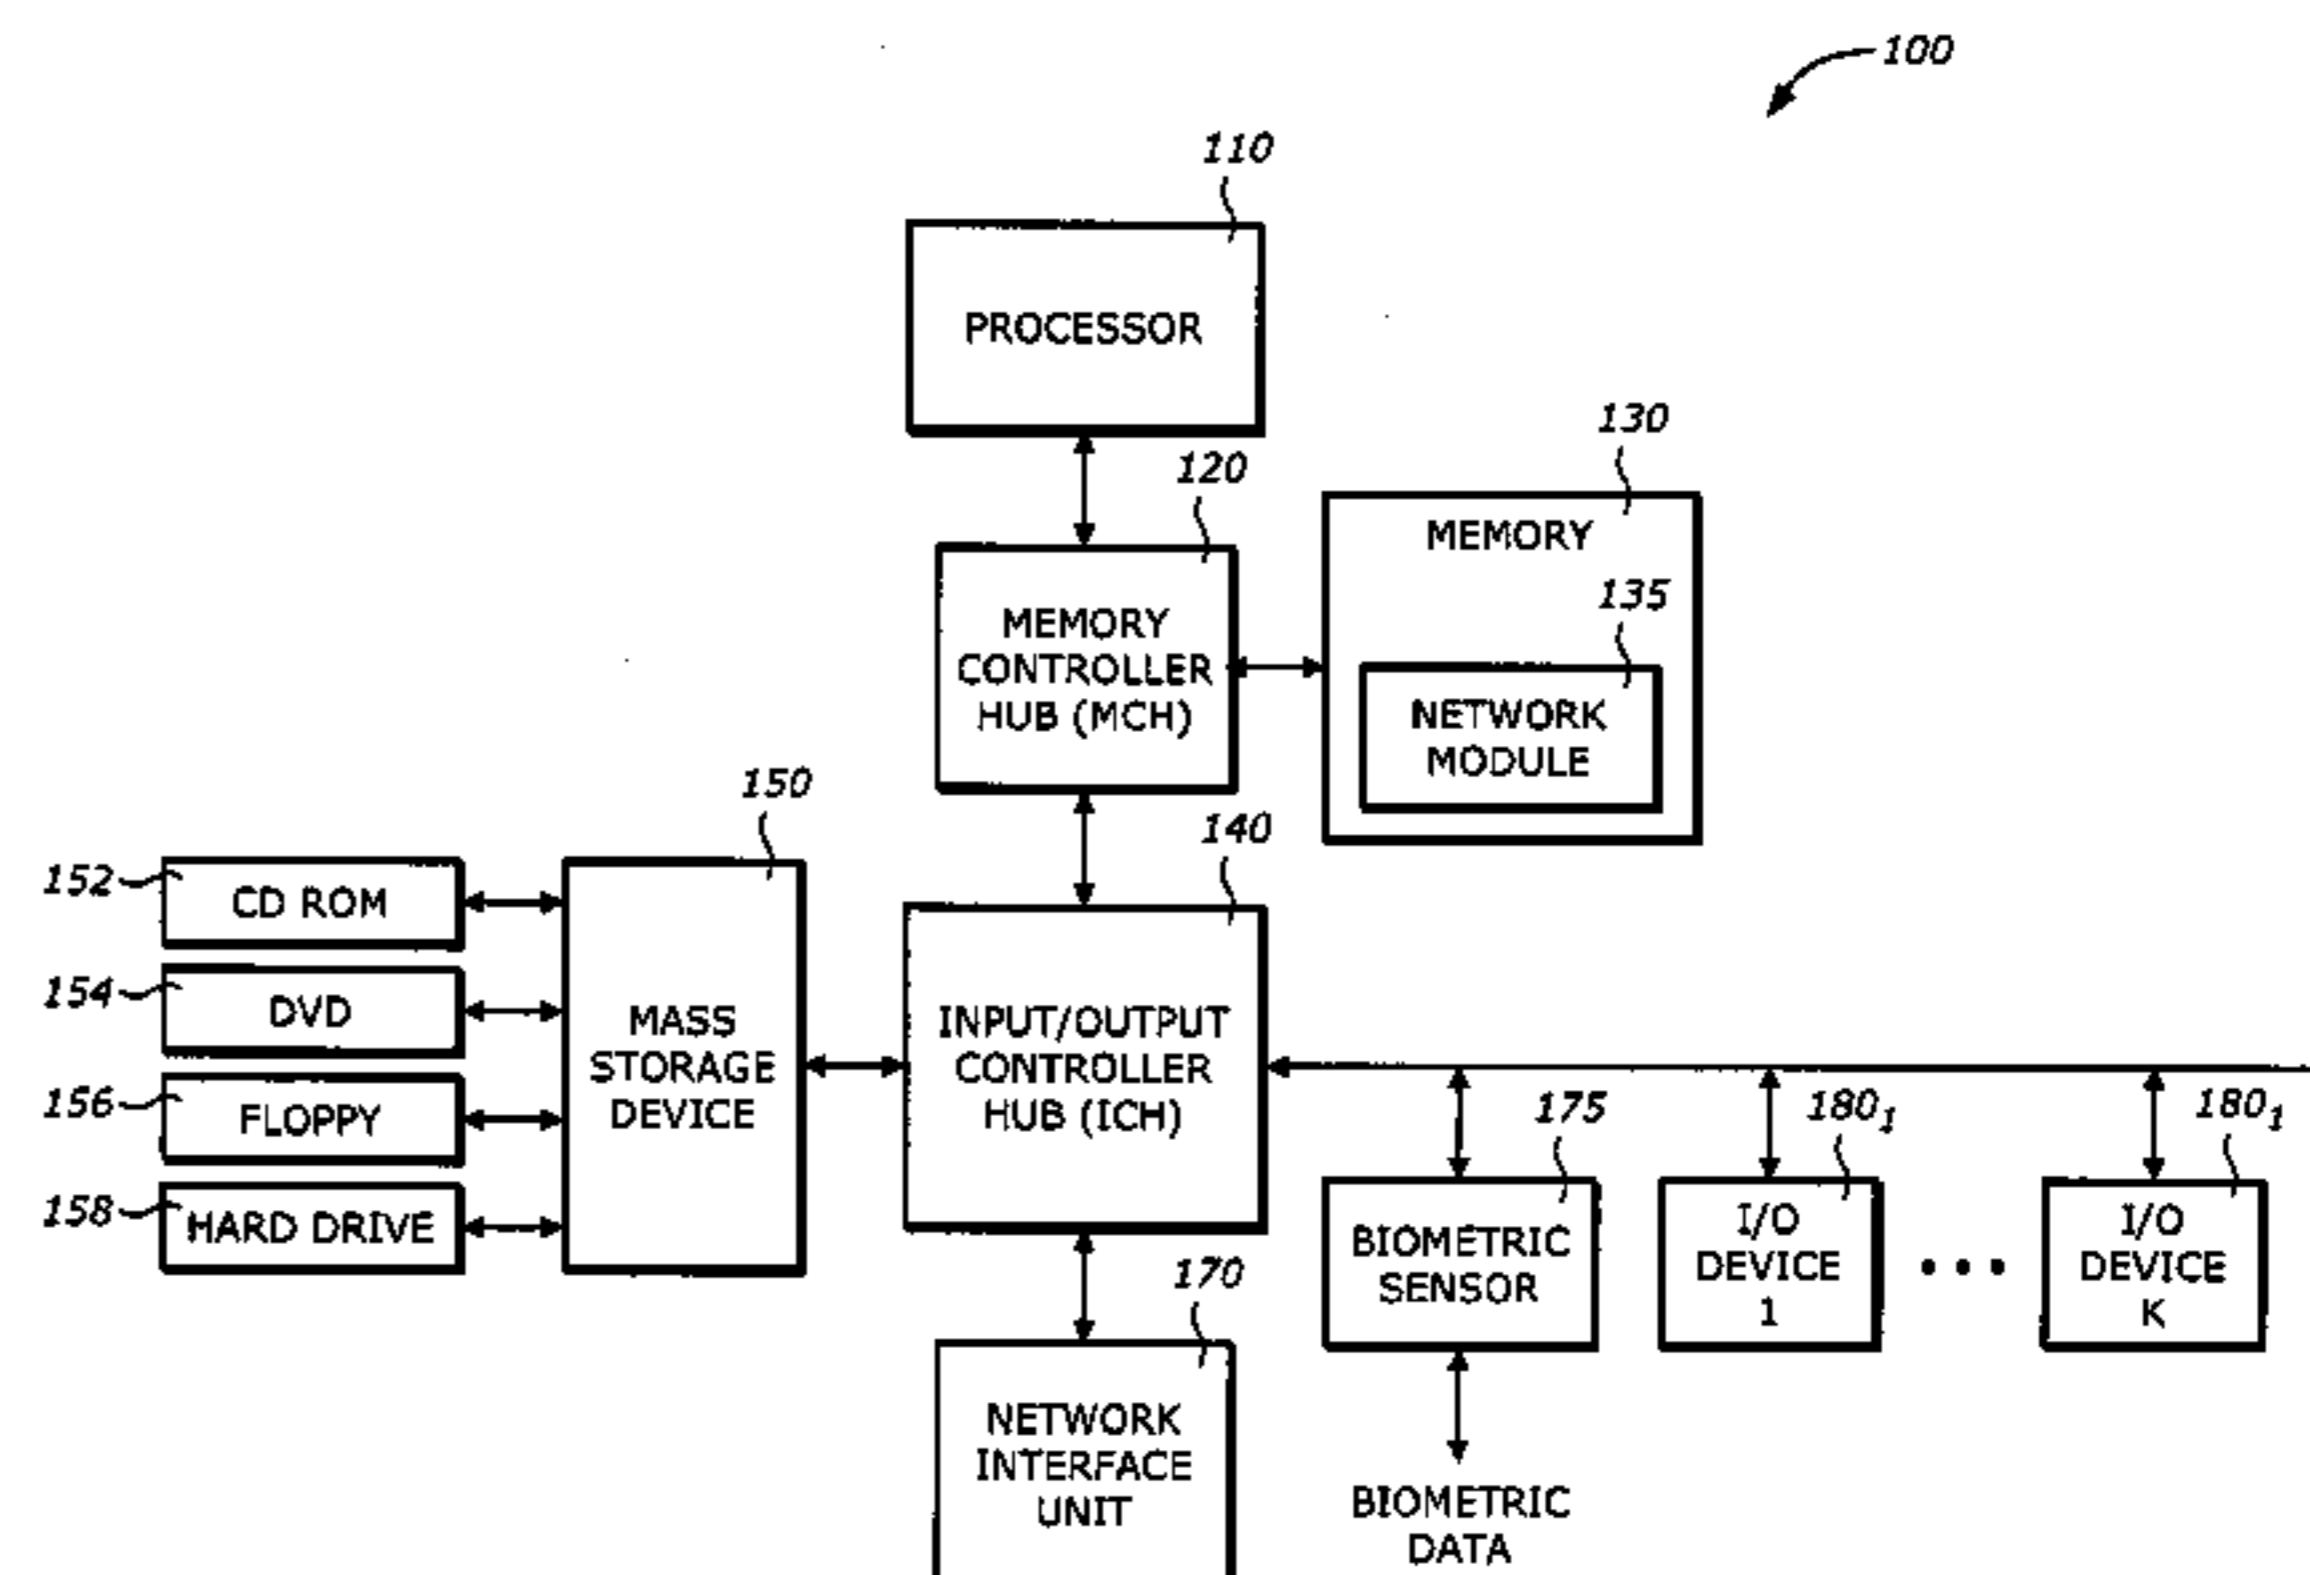 100
110
PROCESSOR
120
130
MEMORY
135
MEMORY
CONTROLLER
HUB (MCH)
NETWORK
MODULE
150
140
152
CD ROM
154
DVD
156
FLOPPY
158
HARD DRIVE
MASS
STORAGE
DEVICE
INPUT/OUTPUT
CONTROLLER
HUB (ICH)
175
180₁
180₁
BIOMETRIC
SENSOR
I/O
DEVICE
1
• • •
I/O
DEVICE
K
170
NETWORK
INTERFACE
UNIT
BIOMETRIC
DATA